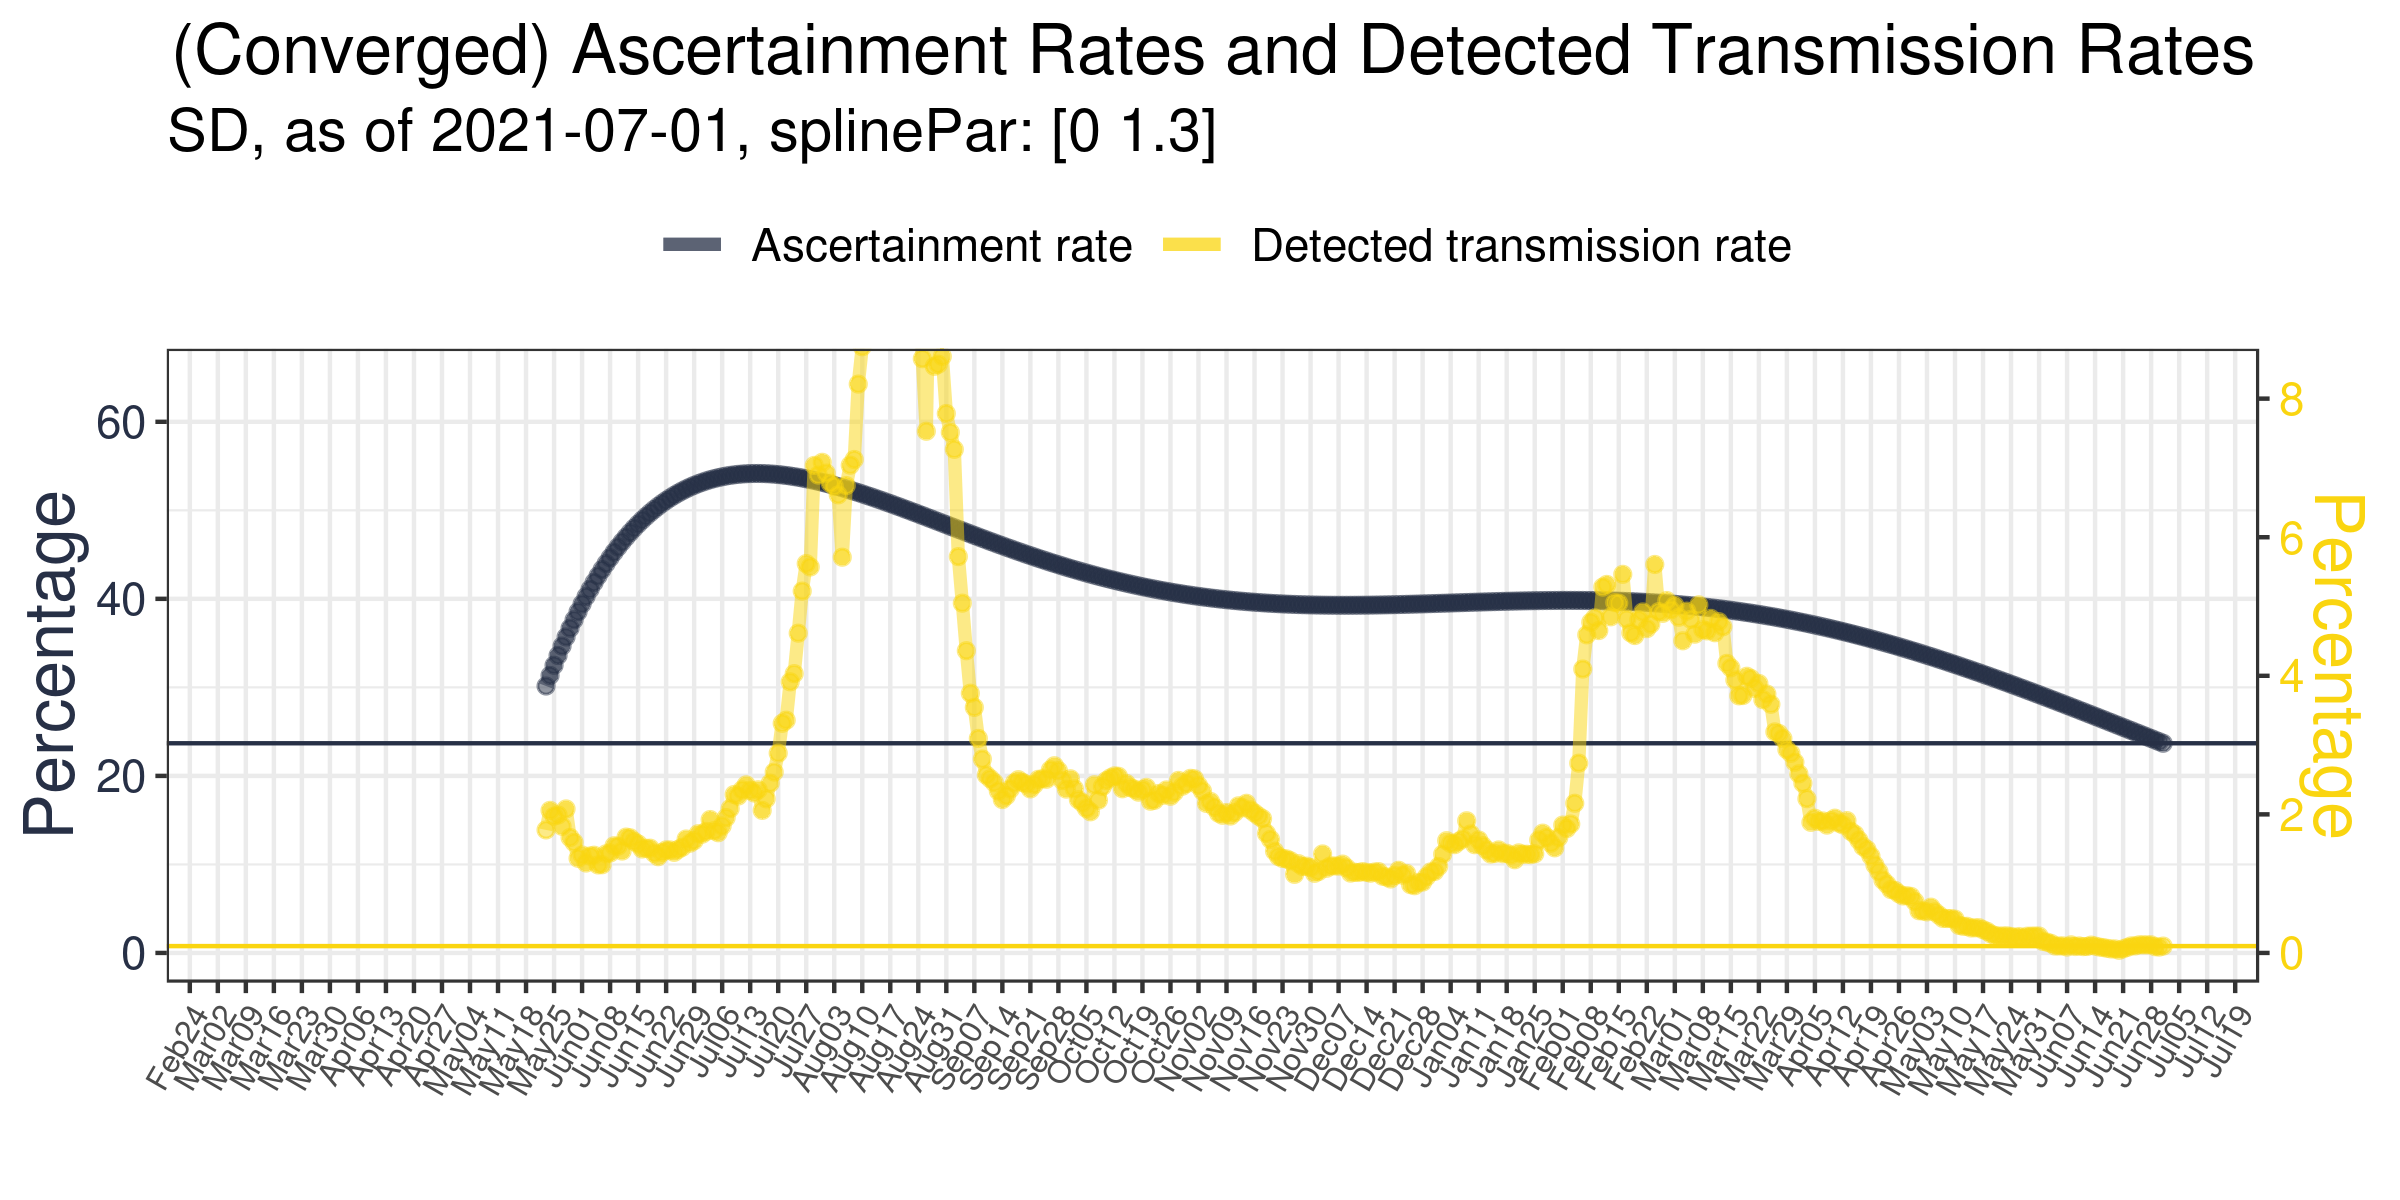 (Converged) Ascertainment Rates and Detected Transmission Rates
SD, as of 2021-07-01, splinePar: [0 1.3]
Ascertainment rate
Detected transmission rate
Percentage
60
40
20
0
Percentage
8
6
4
2
0
Feb24
Mar02
Mar09
Mar16
Mar23
Mar30
Apr06
Apr13
Apr20
Apr27
May04
May11
May18
May25
Jun01
Jun08
Jun15
Jun22
Jun29
Jul06
Jul13
Jul20
Jul27
Aug03
Aug10
Aug17
Aug24
Aug31
Sep07
Sep14
Sep21
Sep28
Oct05
Oct12
Oct19
Oct26
Nov02
Nov09
Nov16
Nov23
Nov30
Dec07
Dec14
Dec21
Dec28
Jan04
Jan11
Jan18
Jan25
Feb01
Feb08
Feb15
Feb22
Mar01
Mar08
Mar15
Mar22
Mar29
Apr05
Apr12
Apr19
Apr26
May03
May10
May17
May24
May31
Jun07
Jun14
Jun21
Jun28
Jul05
Jul12
Jul19